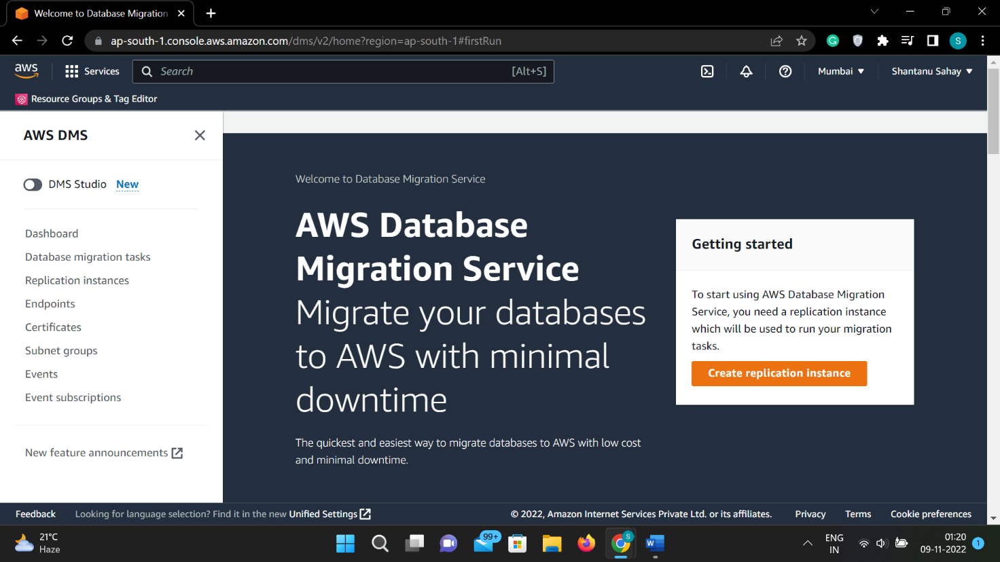 Welcome to Database Migration
ap-south-1.console.aws.amazon.com/dms/v2/home?region=ap-south-1#firstRun
G
S
aws
Services
Search
[Alt+S]
Mumbai
Shantanu Sahay
Resource Groups & Tag Editor
AWS DMS
DMS Studio New
Dashboard
Database migration tasks
Replication instances
Endpoints
Certificates
Subnet groups
Events
Event subscriptions
New feature announcements
Welcome to Database Migration Service
AWS Database
Migration Service
Migrate your databases
to AWS with minimal
downtime
The quickest and easiest way to migrate databases to AWS with low cost
and minimal downtime.
Getting started
To start using AWS Database Migration
Service, you need a replication instance
which will be used to run your migration
tasks.
Create replication instance
Feedback
Looking for language selection? Find it in the new Unified Settings
© 2022, Amazon Internet Services Private Ltd. or its affiliates.
Privacy
Terms
Cookie preferences
21°C
Haze
99+
S
W
ENG
IN
01:20
09-11-2022
1